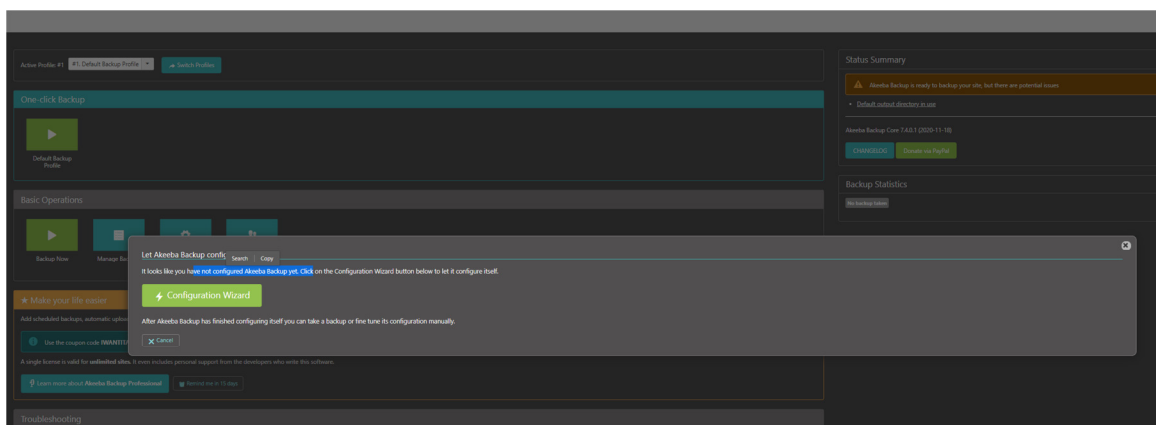 Active Profile: #1
#1. Default Backup Profile
Switch Profiles
One-click Backup
Default Backup
Profile
Basic Operations
Backup Now
Manage Bac
Make your life easier
Add scheduled backups, automatic upload
Use the coupon code
A single license is valid for unlimited sites. It even includes personal support from the developers who write this software.
Learn more about Akeeba Backup Professional
Remind me in 15 days
Troubleshooting
Let Akeeba Backup config
Search
Copy
It looks like you have not configured Akeeba Backup yet. Click on the Configuration Wizard button below to let it configure itself.
Configuration Wizard
After Akeeba Backup has finished configuring itself you can take a backup or fine tune its configuration manually.
Cancel
Status Summary
Akeeba Backup is ready to backup your site, but there are potential issues
Default output directory in use
Akeeba Backup Core 7.4.0.1 (2020-11-18)
CHANGELOG
Donate via PayPal
Backup Statistics
No backup taken